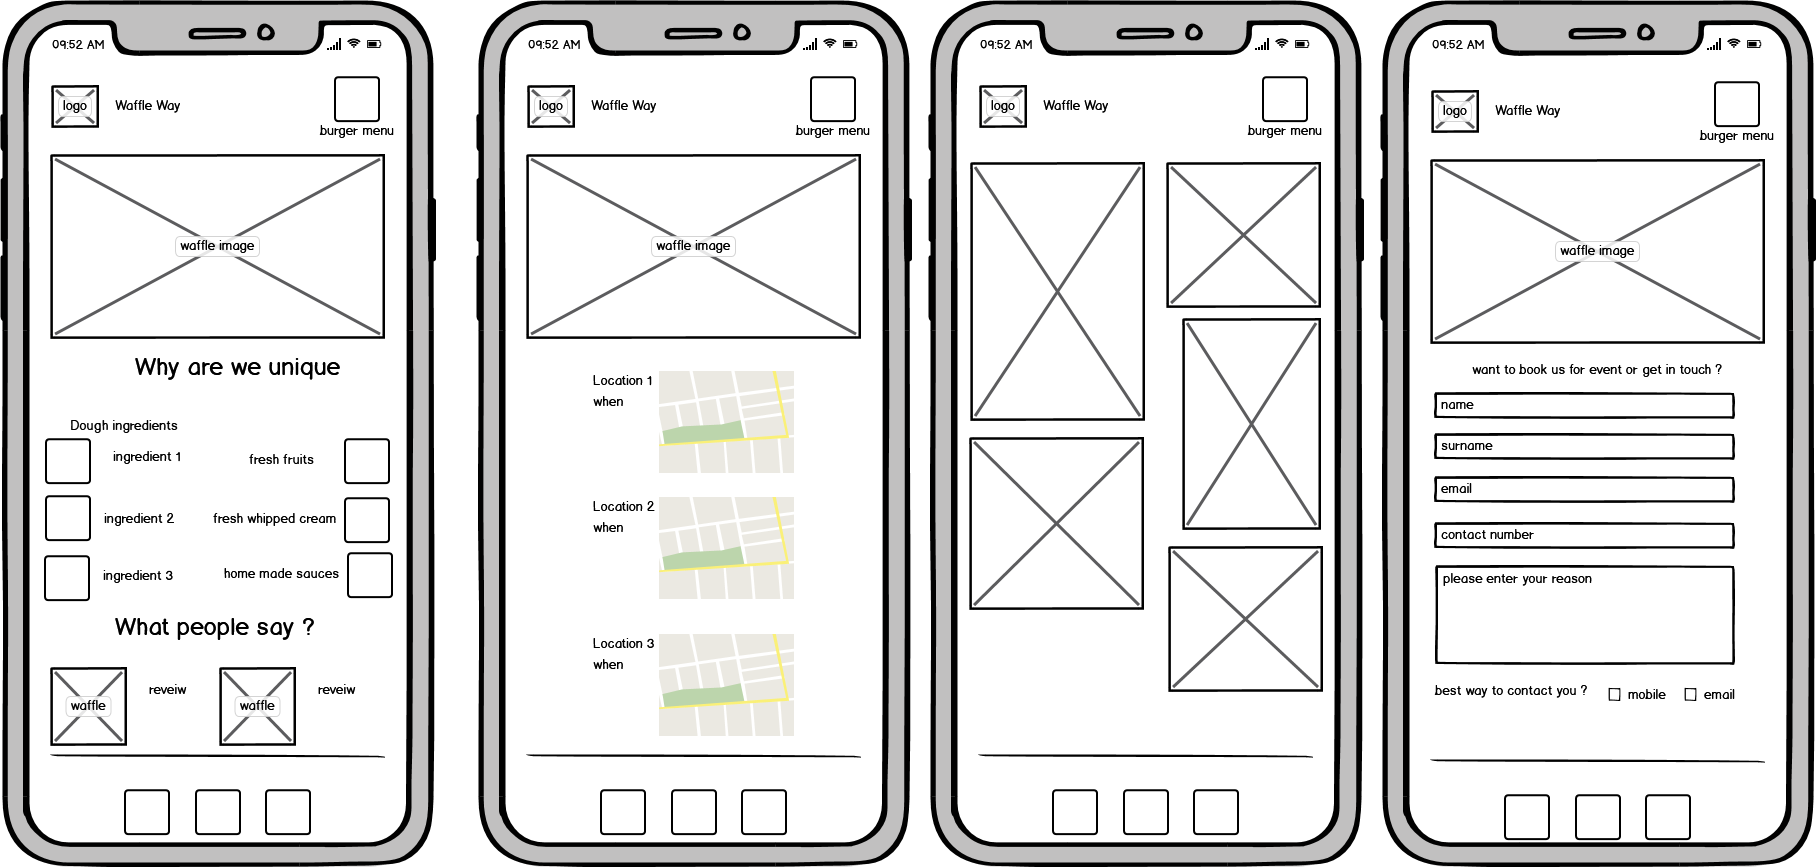 09:52 AM
logo
Waffle Way
burger menu
waffle image
Why are we unique
Dough ingredients
ingredient 1
fresh fruits
ingredient 2
fresh whipped cream
ingredient 3
home made sauces
What people say ?
waffle
reveiw
waffle
reveiw
09:52 AM
logo
Waffle Way
burger menu
waffle image
Location 1
when
Location 2
when
Location 3
when
09:52 AM
logo
Waffle Way
burger menu
09:52 AM
logo
Waffle Way
burger menu
waffle image
want to book us for event or get in touch ?
name
surname
email
contact number
please enter your reason
best way to contact you ?
mobile
email